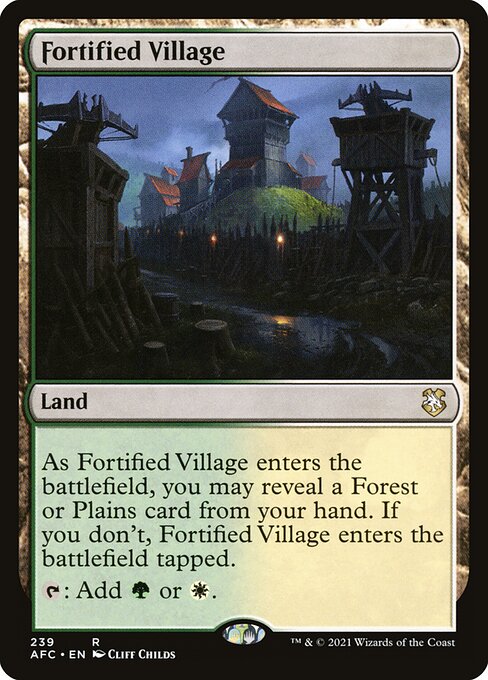 Fortified Village
Land
As Fortified Village enters the
battlefield, you may reveal a Forest
or Plains card from your hand. If
you don't, Fortified Village enters the
battlefield tapped.
: Add or .
239 R
AFC • EN Cliff Childs
™ & © 2021 Wizards of the Coast